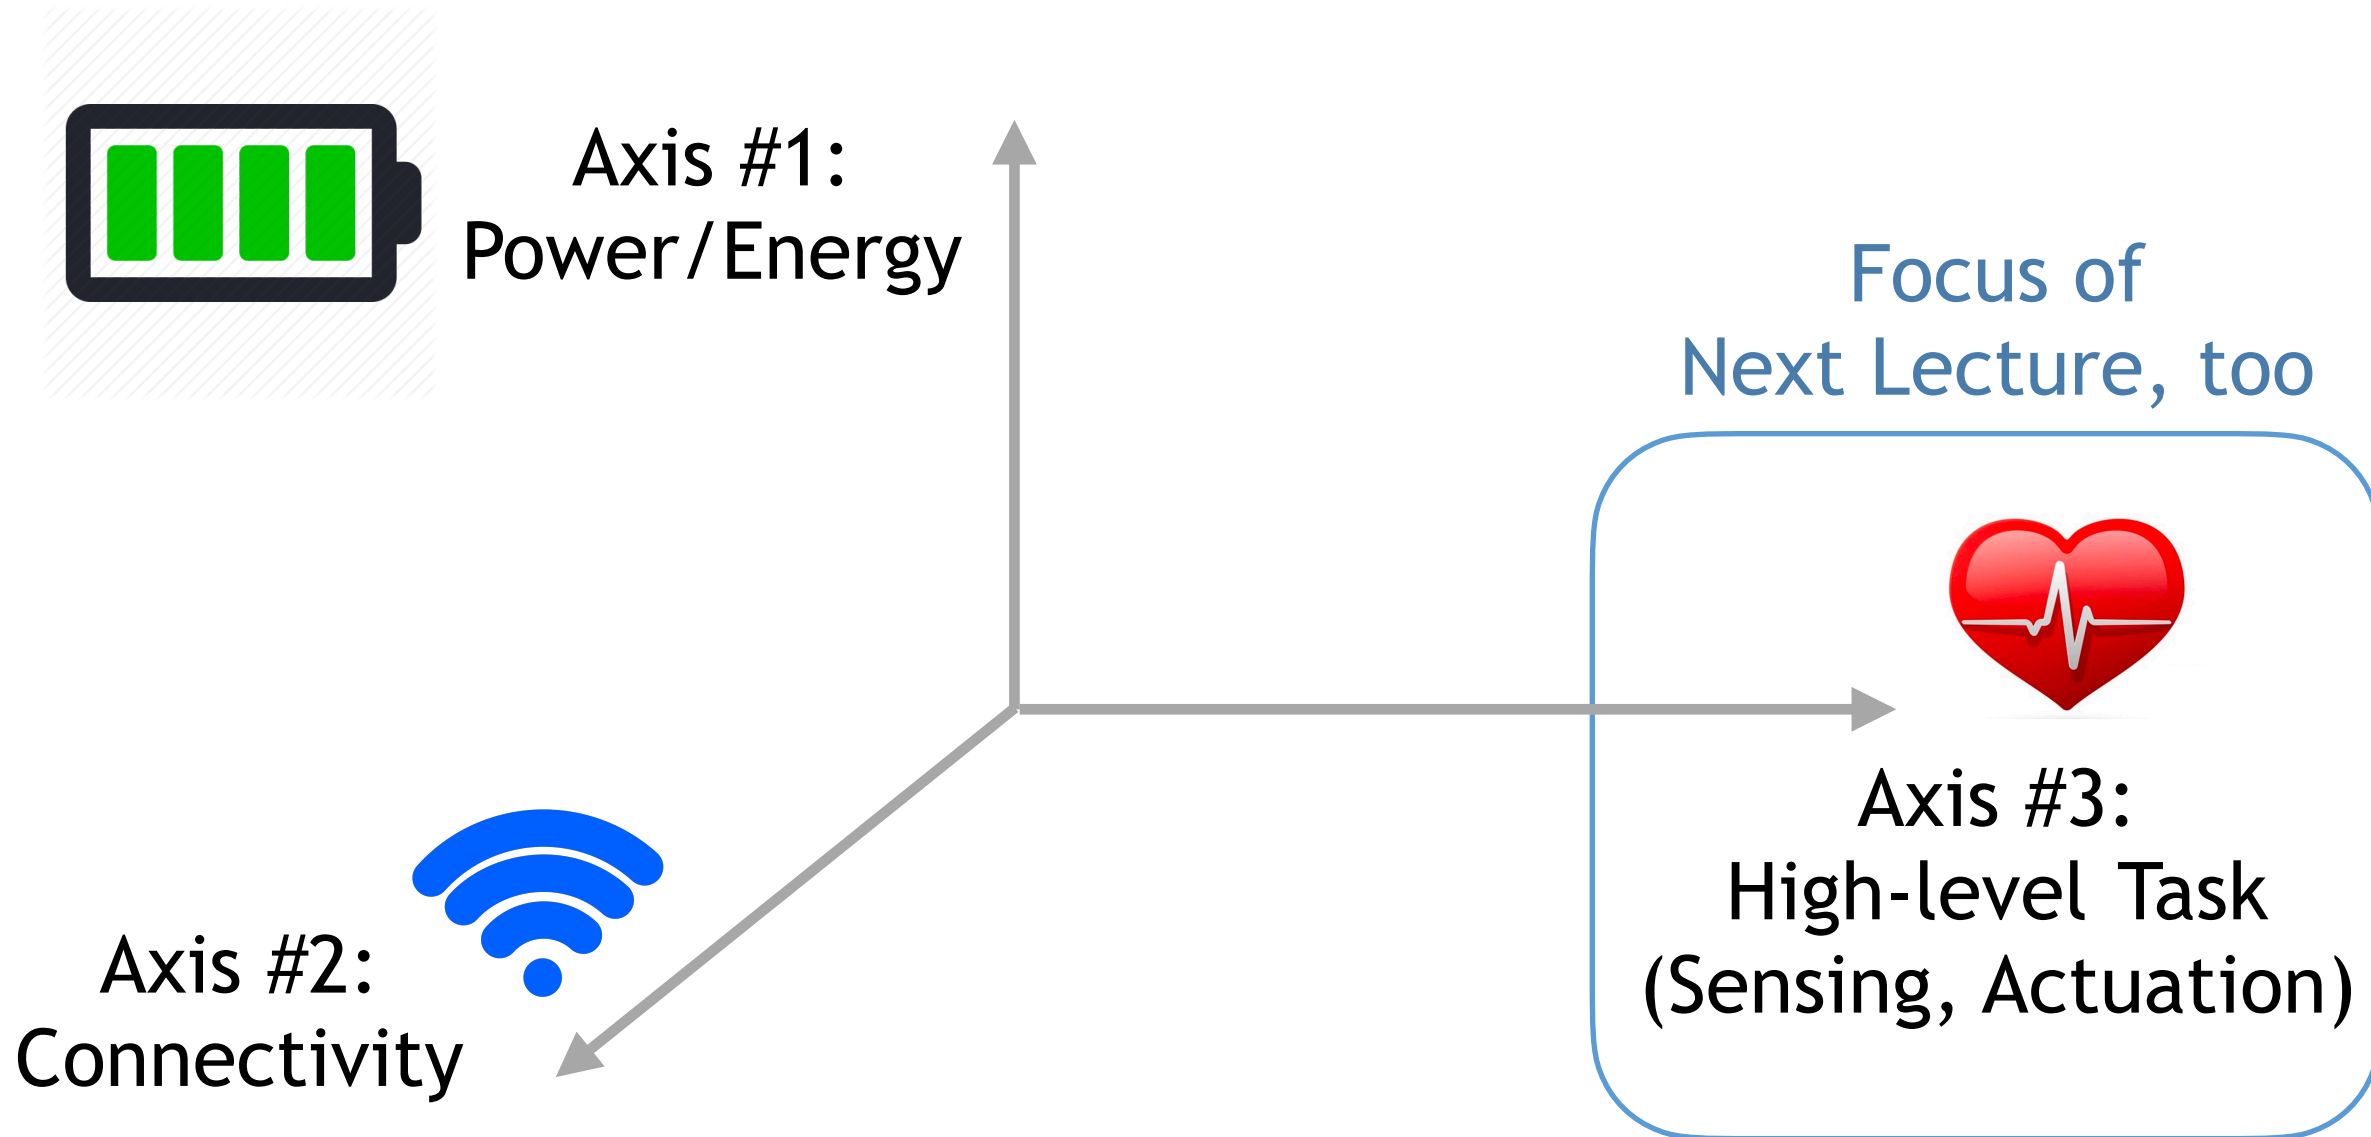 Axis #1:
Power/Energy
Focus of
Next Lecture, too
Axis #3:
High-level Task
(Sensing, Actuation)
Axis #2:
Connectivity